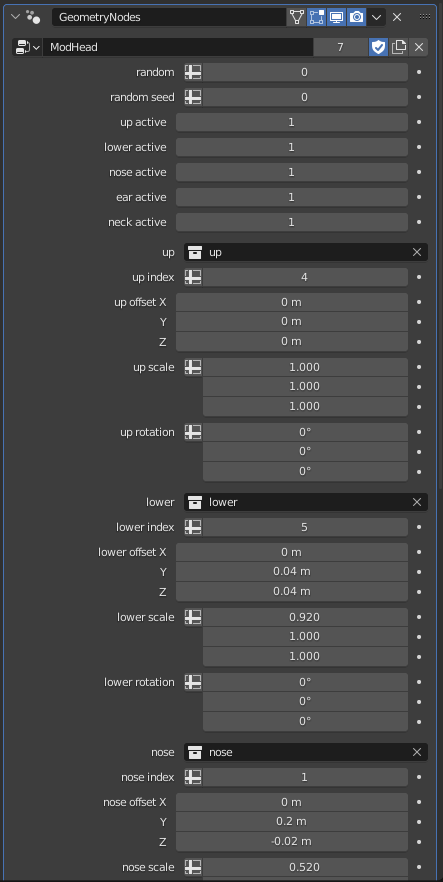 GeometryNodes
ModHead 7
random 0
random seed 0
up active 1
lower active 1
nose active 1
ear active 1
neck active 1
up up
up index 4
up offset X 0 m
Y 0 m
Z 0 m
up scale 1.000
1.000
1.000
up rotation 0°
0°
0°
lower lower
lower index 5
lower offset X 0 m
Y 0.04 m
Z 0.04 m
lower scale 0.920
1.000
1.000
lower rotation 0°
0°
0°
nose nose
nose index 1
nose offset X 0 m
Y 0.2 m
Z -0.02 m
nose scale 0.520